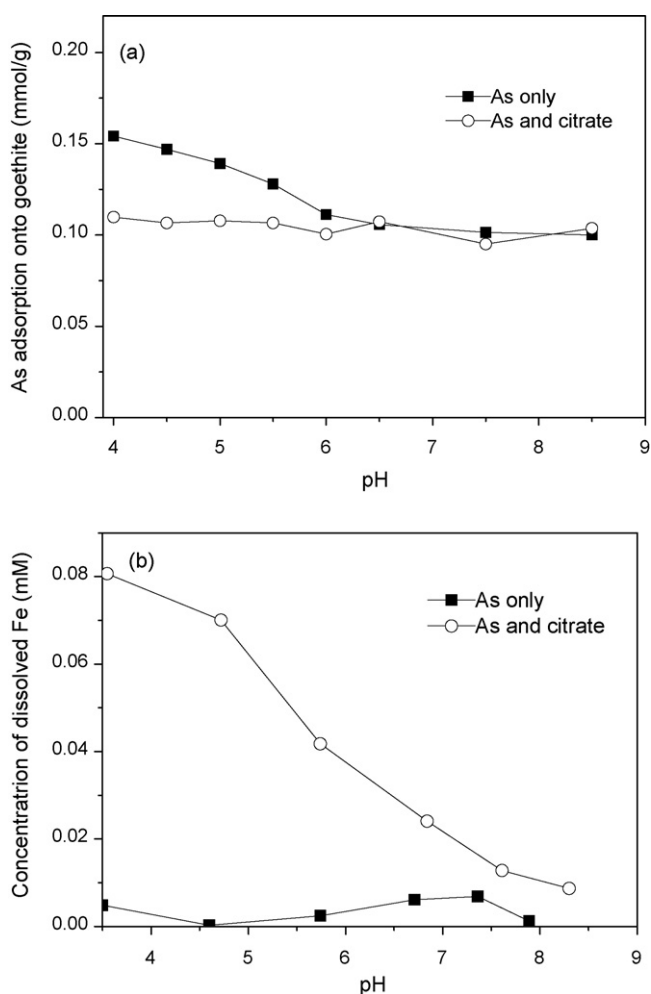 (a)
As adsorption onto goethite (mmol/g)
0.20
0.15
0.10
0.05
0.00
As only
As and citrate
4 5 6 7 8 9
pH
(b)
Concentratrion of dissolved Fe (mM)
0.08
0.06
0.04
0.02
0.00
As only
As and citrate
4 5 6 7 8 9
pH